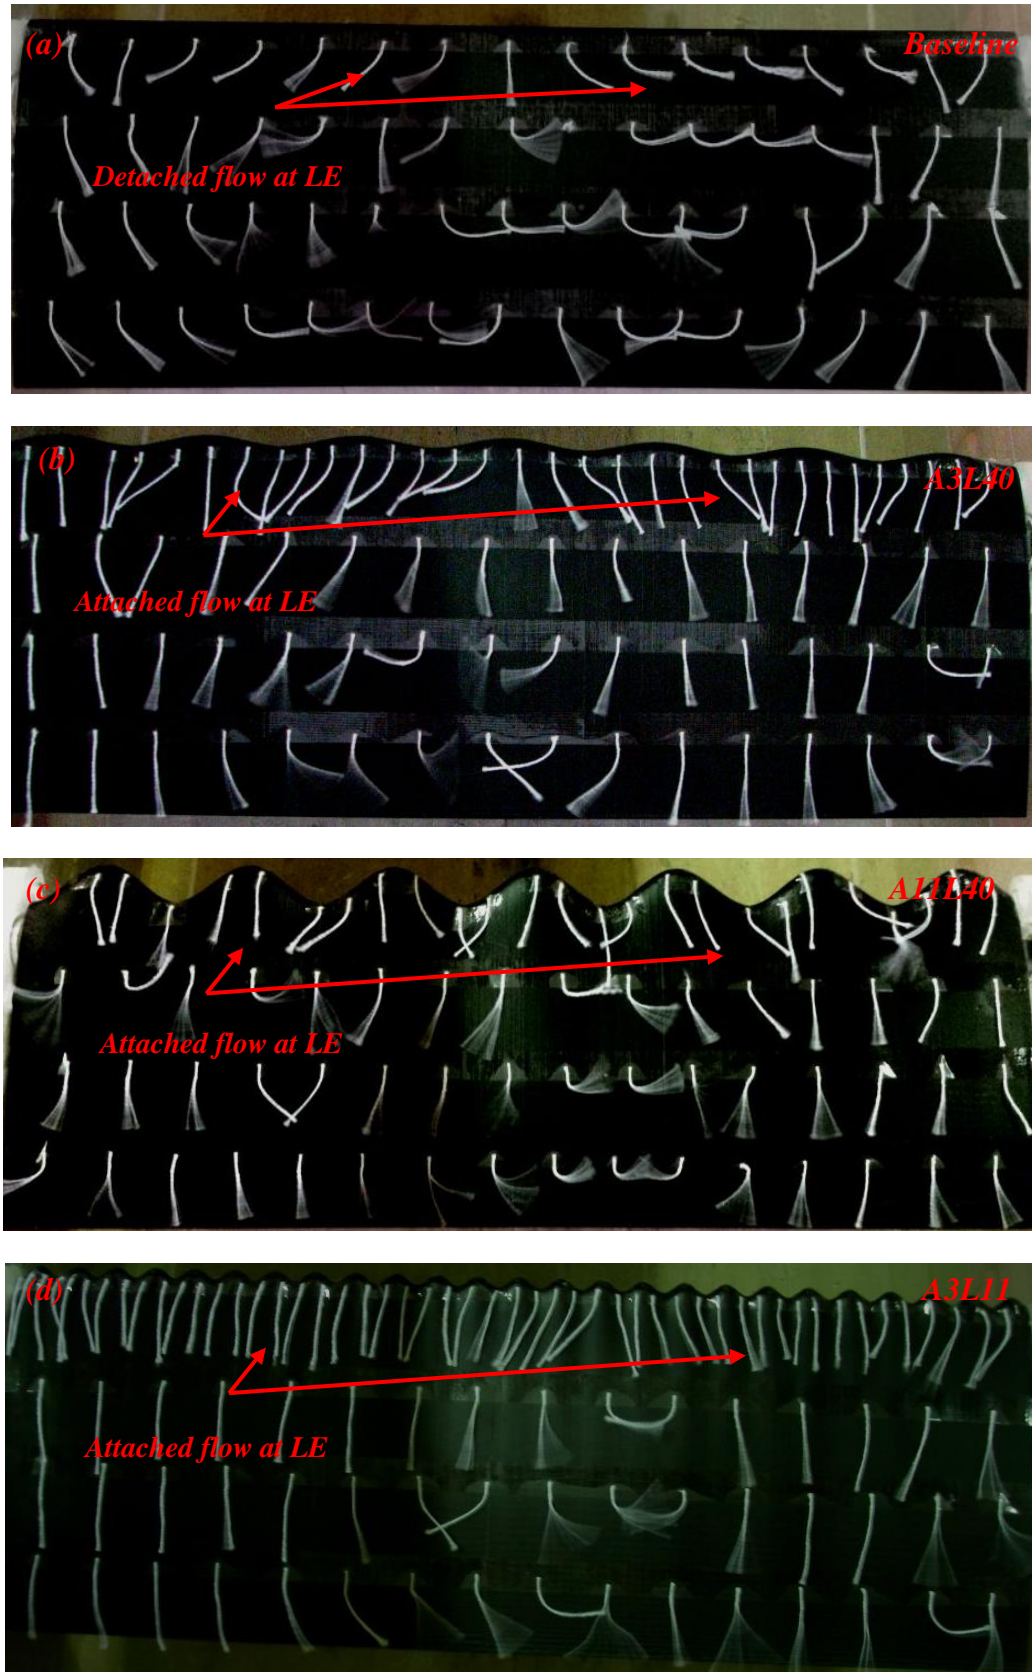 (a)
Baseline
Detached flow at LE
(b)
A3L40
Attached flow at LE
(c)
A11L40
Attached flow at LE
(d)
A3L11
Attached flow at LE